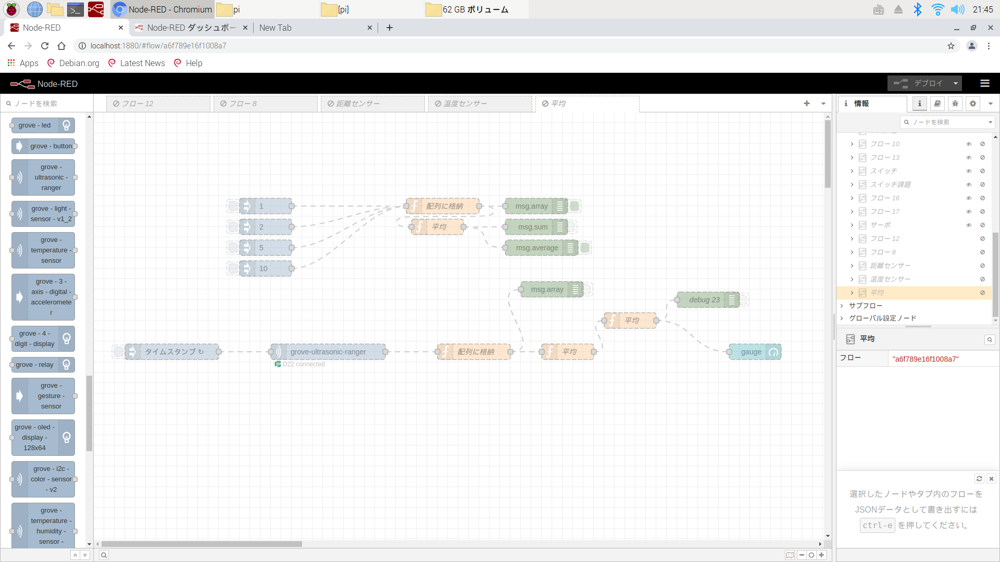 Node-RED - Chromium
pi
[pi]
62 GB ボリューム
21:45
Node-RED
Node-RED ダッシュボー
New Tab
localhost:1880/#flow/a6f789e16f1008a7
Apps
Debian.org
Latest News
Help
Node-RED
デプロイ
ノードを検索
フロー 12
フロー 8
距離センサー
温度センサー
平均
情報
grove - led
grove - button
grove -
ultrasonic -
ranger
grove - light -
sensor - v1_2
grove -
temperature -
sensor
grove - 3 -
axis - digital -
acceleromete
r
grove - 4 -
digit - display
grove - relay
grove -
gesture -
sensor
grove - oled -
display -
128x64
grove - i2c -
color - sensor
- v2
grove -
temperature -
humidity -
sensor -
1
2
5
10
配列に格納
平均
msg.array
msg.sum
msg.average
msg.array
debug 23
平均
タイムスタンプ ↻
grove-ultrasonic-ranger
D22 connected
配列に格納
平均
gauge
ノードを検索
フロー 10
フロー 13
スイッチ
スイッチ課題
フロー 16
フロー 17
サーボ
フロー 12
フロー 8
距離センサー
温度センサー
平均
サブフロー
グローバル設定ノード
平均
フロー
"a6f789e16f1008a7"
選択したノードやタブ内のフローを
JSONデータとして書き出すには
ctrl-e を押してください。